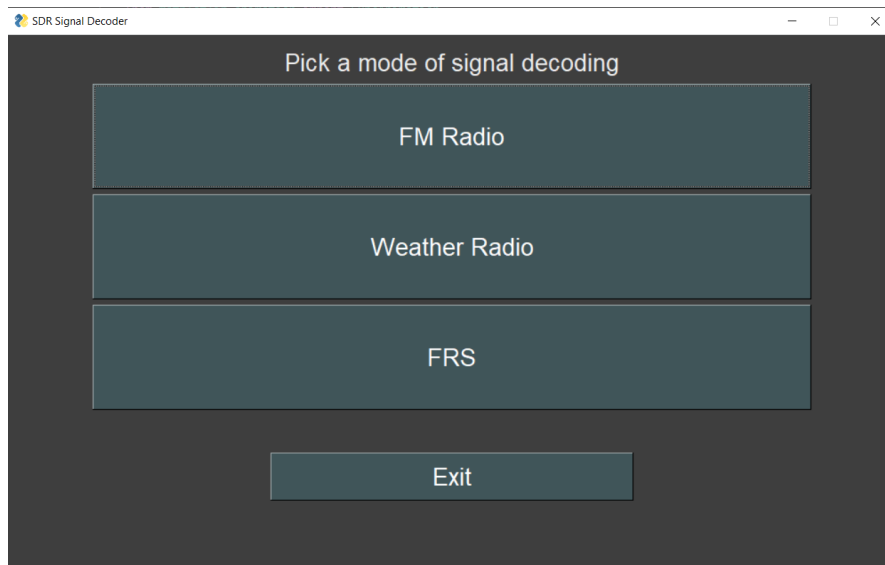 SDR Signal Decoder
Pick a mode of signal decoding
FM Radio
Weather Radio
FRS
Exit